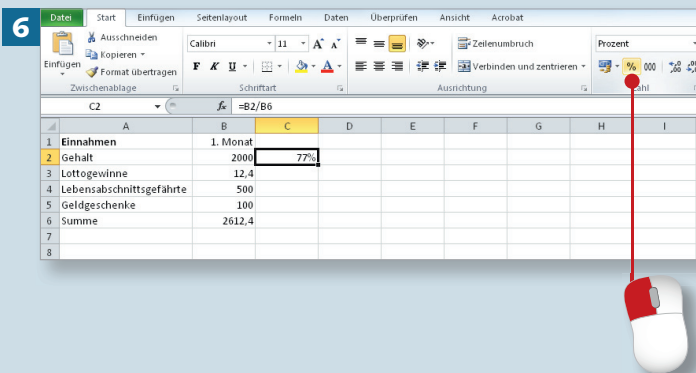 6
Datei Start Einfügen Seitenlayout Formeln Daten Überprüfen Ansicht Acrobat
Einfügen
Ausschneiden
Kopieren
Format übertragen
Zwischenablage
Calibri 11 A A
F K U A
Schriftart
Zeilenumbruch
Verbinden und zentrieren
Ausrichtung
Prozent
% 000
Zahl
C2 fx =B2/B6
A B C D E F G H I
1 Einnahmen 1. Monat
2 Gehalt 2000 77%
3 Lottogewinne 12,4
4 Lebensabschnittsgefährte 500
5 Geldgeschenke 100
6 Summe 2612,4
7
8